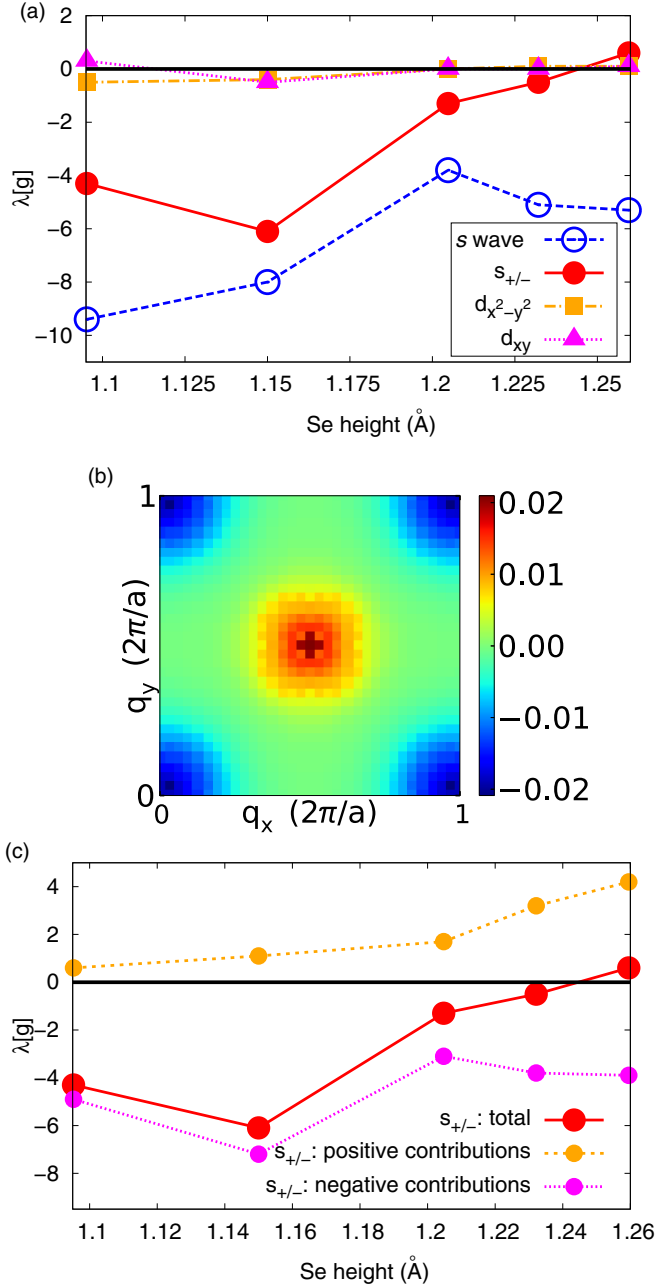 (a)
2
0
−2
−4
−6
−8
−10
λ[g]
s wave
s+/−
dx²−y²
dxy
1.1 1.125 1.15 1.175 1.2 1.225 1.25
Se height (Å)
(b)
1
0
q_y (2π/a)
0 q_x (2π/a) 1
0.02
0.01
0.00
−0.01
−0.02
(c)
4
2
0
−2
−4
−6
−8
λ[g]
s+/−: total
s+/−: positive contributions
s+/−: negative contributions
1.1 1.12 1.14 1.16 1.18 1.2 1.22 1.24 1.26
Se height (Å)